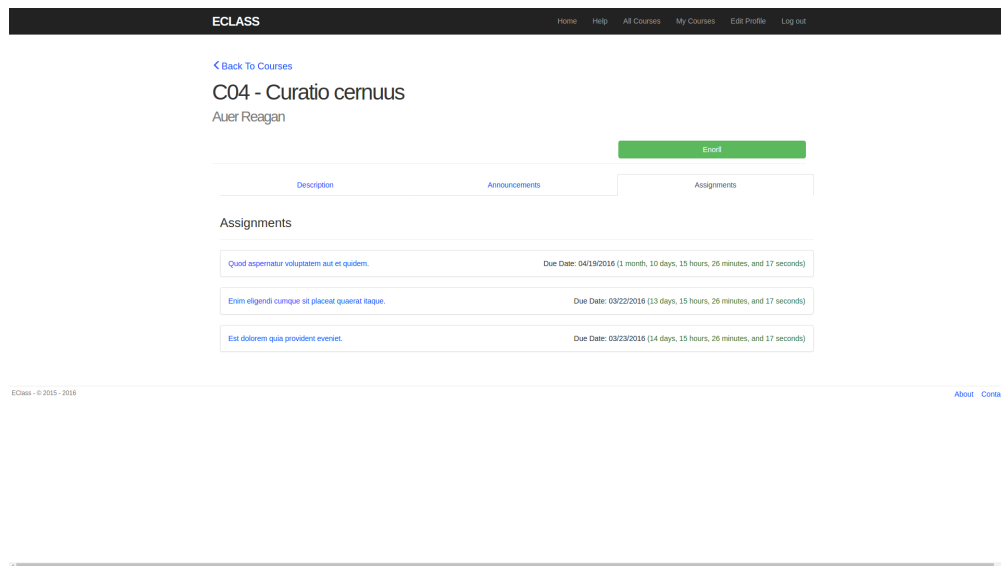 ECLASS Home Help All Courses My Courses Edit Profile Log out
Back To Courses
C04 - Curatio cernuus
Auer Reagan
Enorll
Description Announcements Assignments
Assignments
Quod aspernatur voluptatem aut et quidem. Due Date: 04/19/2016 (1 month, 10 days, 15 hours, 26 minutes, and 17 seconds)
Enim eligendi cumque sit placeat quaerat itaque. Due Date: 03/22/2016 (13 days, 15 hours, 26 minutes, and 17 seconds)
Est dolorem quia provident eveniet. Due Date: 03/23/2016 (14 days, 15 hours, 26 minutes, and 17 seconds)
EClass - © 2015 - 2016 About Conta